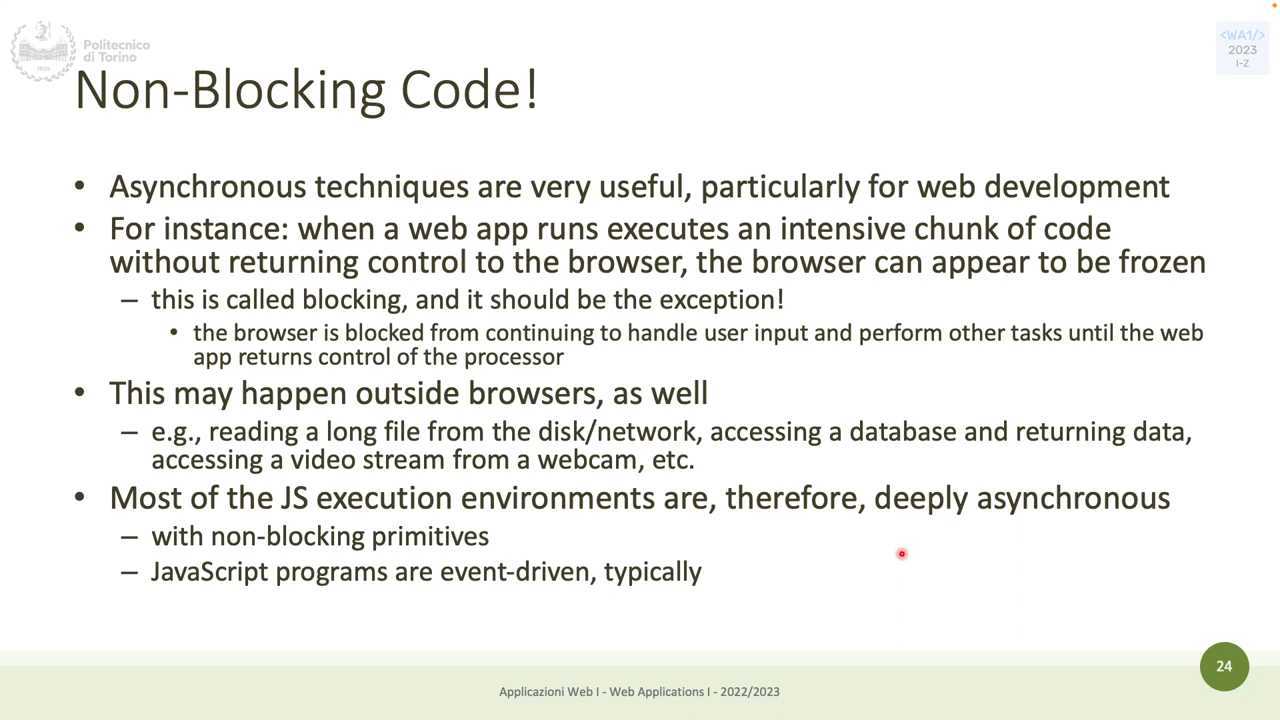 Politecnico
di Torino
1859
<WA1/>
2023
I-Z
Non-Blocking Code!
• Asynchronous techniques are very useful, particularly for web development
• For instance: when a web app runs executes an intensive chunk of code
without returning control to the browser, the browser can appear to be frozen
– this is called blocking, and it should be the exception!
• the browser is blocked from continuing to handle user input and perform other tasks until the web
app returns control of the processor
• This may happen outside browsers, as well
– e.g., reading a long file from the disk/network, accessing a database and returning data,
accessing a video stream from a webcam, etc.
• Most of the JS execution environments are, therefore, deeply asynchronous
– with non-blocking primitives
– JavaScript programs are event-driven, typically
24
Applicazioni Web I - Web Applications I - 2022/2023